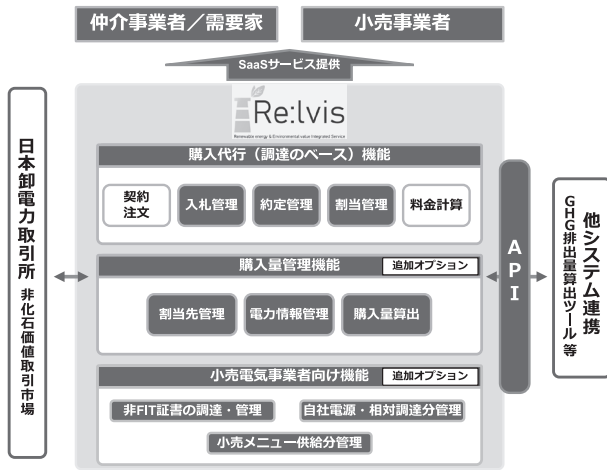 仲介事業者／需要家
小売事業者
SaaSサービス提供
Re:lvis
Renewable energy & Environmental value Integrated Service
日本卸電力取引所 非化石価値取引市場
購入代行（調達のベース）機能
契約
注文
入札管理
約定管理
割当管理
料金計算
購入量管理機能
追加オプション
割当先管理
電力情報管理
購入量算出
小売電気事業者向け機能
追加オプション
非FIT証書の調達・管理
自社電源・相対調達分管理
小売メニュー供給分管理
API
他システム連携
GHG排出量算出ツール 等